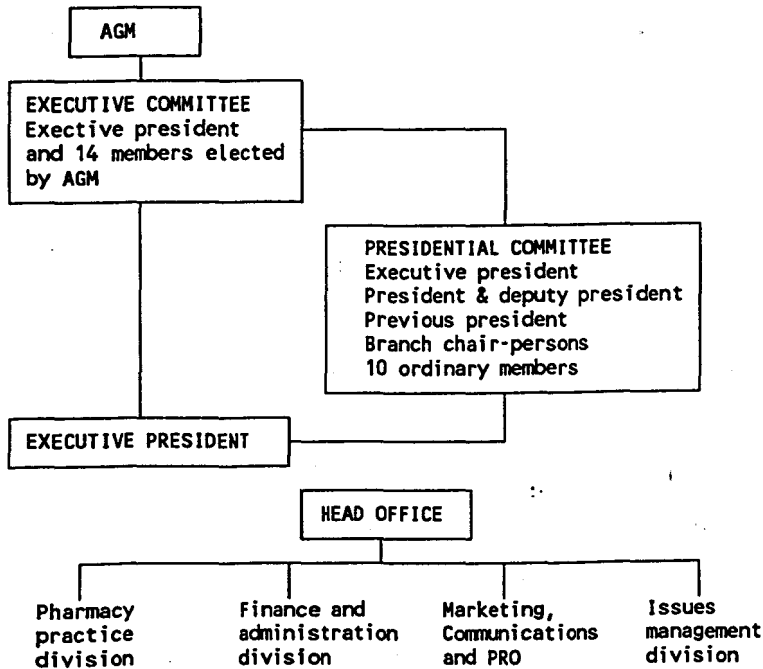 AGM
EXECUTIVE COMMITTEE
Exective president
and 14 members elected
by AGM
PRESIDENTIAL COMMITTEE
Executive president
President & deputy president
Previous president
Branch chair-persons
10 ordinary members
EXECUTIVE PRESIDENT
HEAD OFFICE
Pharmacy
practice
division
Finance and
administration
division
Marketing,
Communications
and PRO
Issues
management
division